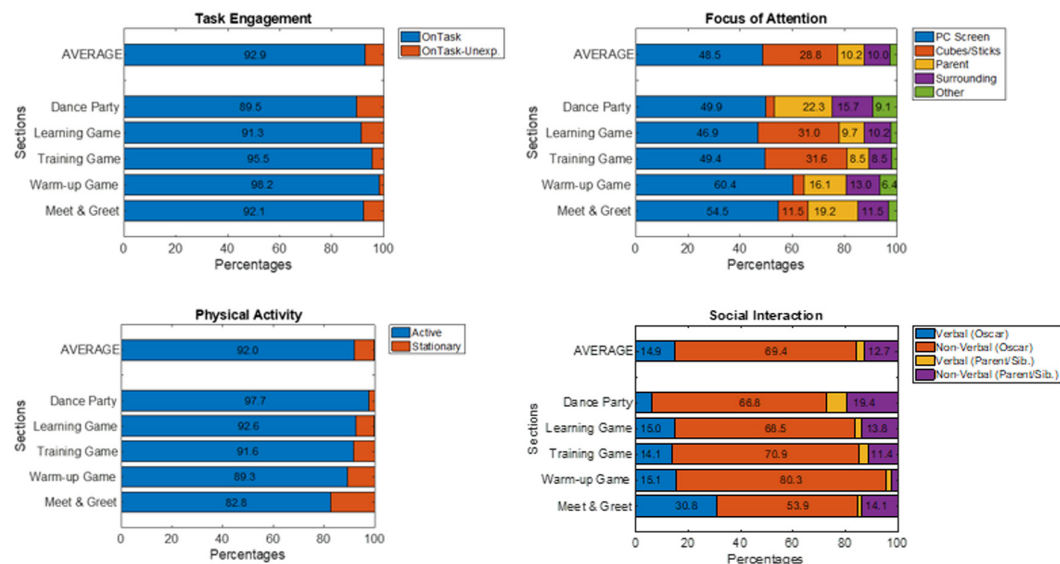 Task Engagement
OnTask
OnTask-Unexp.
AVERAGE
92.9
Dance Party
89.5
Learning Game
91.3
Training Game
95.5
Warm-up Game
98.2
Meet & Greet
92.1
Sections
0 20 40 60 80 100
Percentages
Focus of Attention
PC Screen
Cubes/Sticks
Parent
Surrounding
Other
AVERAGE
48.5 28.8 10.2 10.0
Dance Party
49.9 22.3 15.7 9.1
Learning Game
46.9 31.0 9.7 10.2
Training Game
49.4 31.6 8.5 8.5
Warm-up Game
60.4 16.1 13.0 6.4
Meet & Greet
54.5 11.5 19.2 11.5
Sections
0 20 40 60 80 100
Percentages
Physical Activity
Active
Stationary
AVERAGE
92.0
Dance Party
97.7
Learning Game
92.6
Training Game
91.6
Warm-up Game
89.3
Meet & Greet
82.8
Sections
0 20 40 60 80 100
Percentages
Social Interaction
Verbal (Oscar)
Non-Verbal (Oscar)
Verbal (Parent/Sib.)
Non-Verbal (Parent/Sib.)
AVERAGE
14.9 69.4 12.7
Dance Party
66.8 19.4
Learning Game
15.0 68.5 13.8
Training Game
14.1 70.9 11.4
Warm-up Game
15.1 80.3
Meet & Greet
30.8 53.9 14.1
Sections
0 20 40 60 80 100
Percentages